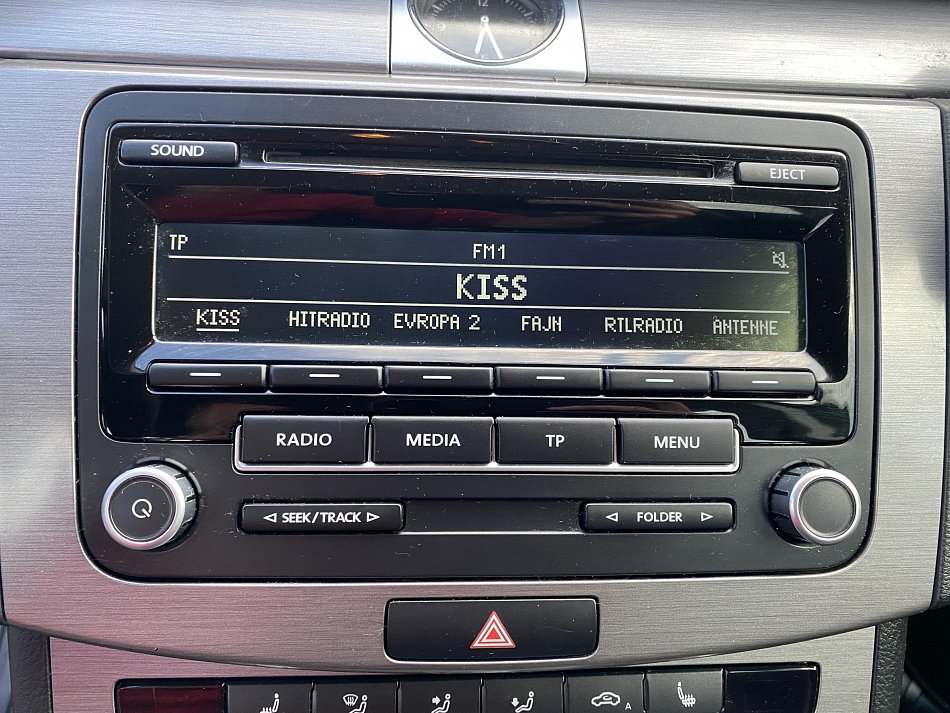 12
SOUND
EJECT
TP FM1
KISS
KISS HITRADIO EVROPA 2 FAJN RTLRADIO ANTENNE
RADIO MEDIA TP MENU
SEEK/TRACK FOLDER
A